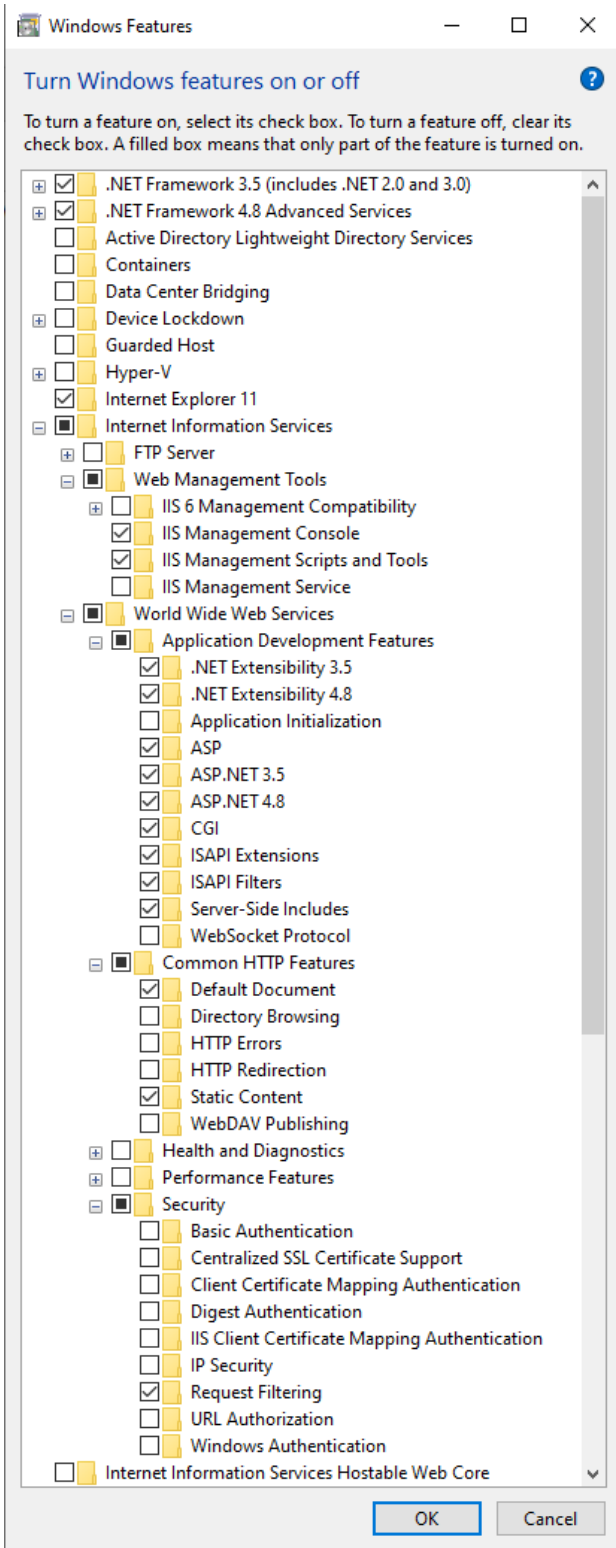 Windows Features
Turn Windows features on or off
To turn a feature on, select its check box. To turn a feature off, clear its
check box. A filled box means that only part of the feature is turned on.
.NET Framework 3.5 (includes .NET 2.0 and 3.0)
.NET Framework 4.8 Advanced Services
Active Directory Lightweight Directory Services
Containers
Data Center Bridging
Device Lockdown
Guarded Host
Hyper-V
Internet Explorer 11
Internet Information Services
FTP Server
Web Management Tools
IIS 6 Management Compatibility
IIS Management Console
IIS Management Scripts and Tools
IIS Management Service
World Wide Web Services
Application Development Features
.NET Extensibility 3.5
.NET Extensibility 4.8
Application Initialization
ASP
ASP.NET 3.5
ASP.NET 4.8
CGI
ISAPI Extensions
ISAPI Filters
Server-Side Includes
WebSocket Protocol
Common HTTP Features
Default Document
Directory Browsing
HTTP Errors
HTTP Redirection
Static Content
WebDAV Publishing
Health and Diagnostics
Performance Features
Security
Basic Authentication
Centralized SSL Certificate Support
Client Certificate Mapping Authentication
Digest Authentication
IIS Client Certificate Mapping Authentication
IP Security
Request Filtering
URL Authorization
Windows Authentication
Internet Information Services Hostable Web Core
OK Cancel